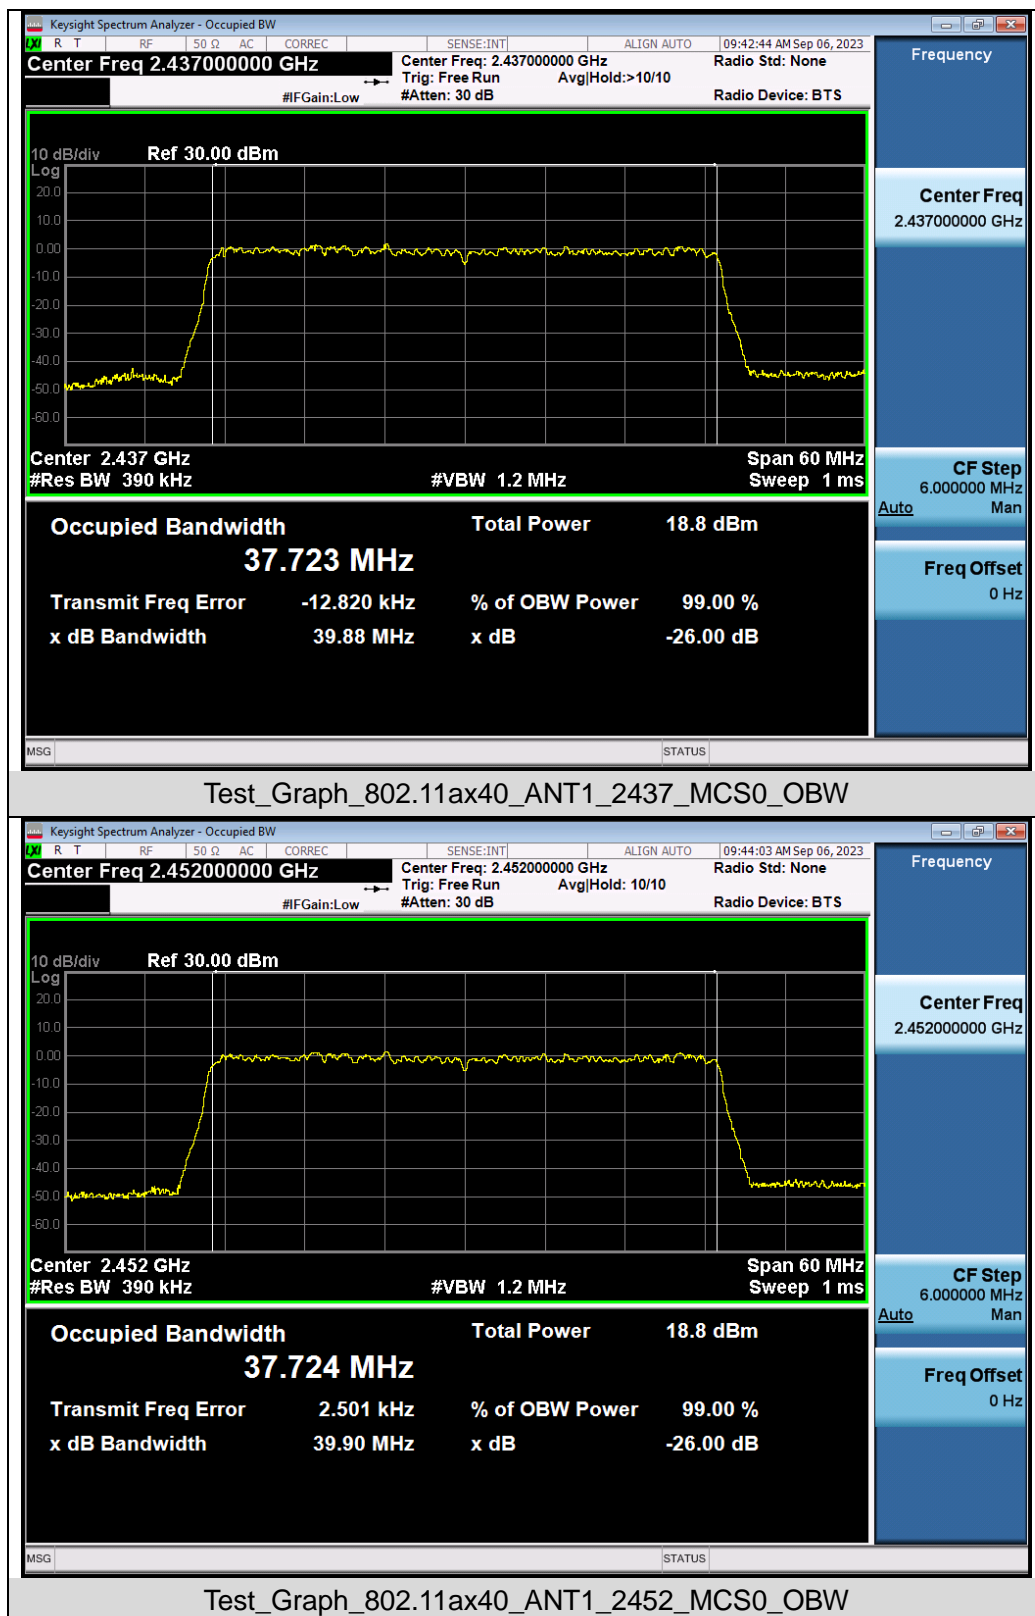 Keysight Spectrum Analyzer - Occupied BW
LXI R T RF 50 Ω AC CORREC SENSE:INT ALIGN AUTO 09:42:44 AM Sep 06, 2023
Center Freq 2.437000000 GHz
Center Freq: 2.437000000 GHz
Radio Std: None
Trig: Free Run Avg|Hold:>10/10
#IFGain:Low
#Atten: 30 dB
Radio Device: BTS
Frequency
10 dB/div Ref 30.00 dBm
Log
20.0
10.0
0.00
-10.0
-20.0
-30.0
-40.0
-50.0
-60.0
Center 2.437 GHz Span 60 MHz
#Res BW 390 kHz #VBW 1.2 MHz Sweep 1 ms
Center Freq
2.437000000 GHz
CF Step
6.000000 MHz
Auto Man
Freq Offset
0 Hz
Occupied Bandwidth Total Power 18.8 dBm
37.723 MHz
Transmit Freq Error -12.820 kHz % of OBW Power 99.00 %
x dB Bandwidth 39.88 MHz x dB -26.00 dB
MSG STATUS
Test_Graph_802.11ax40_ANT1_2437_MCS0_OBW
Keysight Spectrum Analyzer - Occupied BW
LXI R T RF 50 Ω AC CORREC SENSE:INT ALIGN AUTO 09:44:03 AM Sep 06, 2023
Center Freq 2.452000000 GHz
Center Freq: 2.452000000 GHz
Radio Std: None
Trig: Free Run Avg|Hold: 10/10
#IFGain:Low
#Atten: 30 dB
Radio Device: BTS
Frequency
10 dB/div Ref 30.00 dBm
Log
20.0
10.0
0.00
-10.0
-20.0
-30.0
-40.0
-50.0
-60.0
Center 2.452 GHz Span 60 MHz
#Res BW 390 kHz #VBW 1.2 MHz Sweep 1 ms
Center Freq
2.452000000 GHz
CF Step
6.000000 MHz
Auto Man
Freq Offset
0 Hz
Occupied Bandwidth Total Power 18.8 dBm
37.724 MHz
Transmit Freq Error 2.501 kHz % of OBW Power 99.00 %
x dB Bandwidth 39.90 MHz x dB -26.00 dB
MSG STATUS
Test_Graph_802.11ax40_ANT1_2452_MCS0_OBW